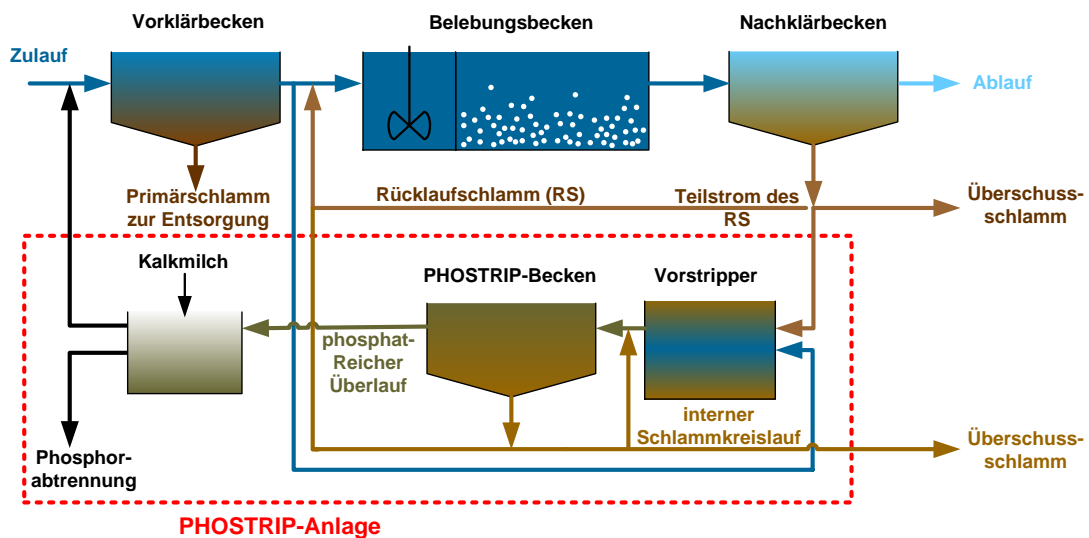 Vorklärbecken
Belebungsbecken
Nachklärbecken
Zulauf
Ablauf
Primärschlamm
zur Entsorgung
Rücklaufschlamm (RS)
Teilstrom des
RS
Überschuss-
schlamm
Kalkmilch
PHOSTRIP-Becken
Vorstripper
phosphat-
Reicher
Überlauf
interner
Schlammkreislauf
Überschuss-
schlamm
Phosphor-
abtrennung
PHOSTRIP-Anlage